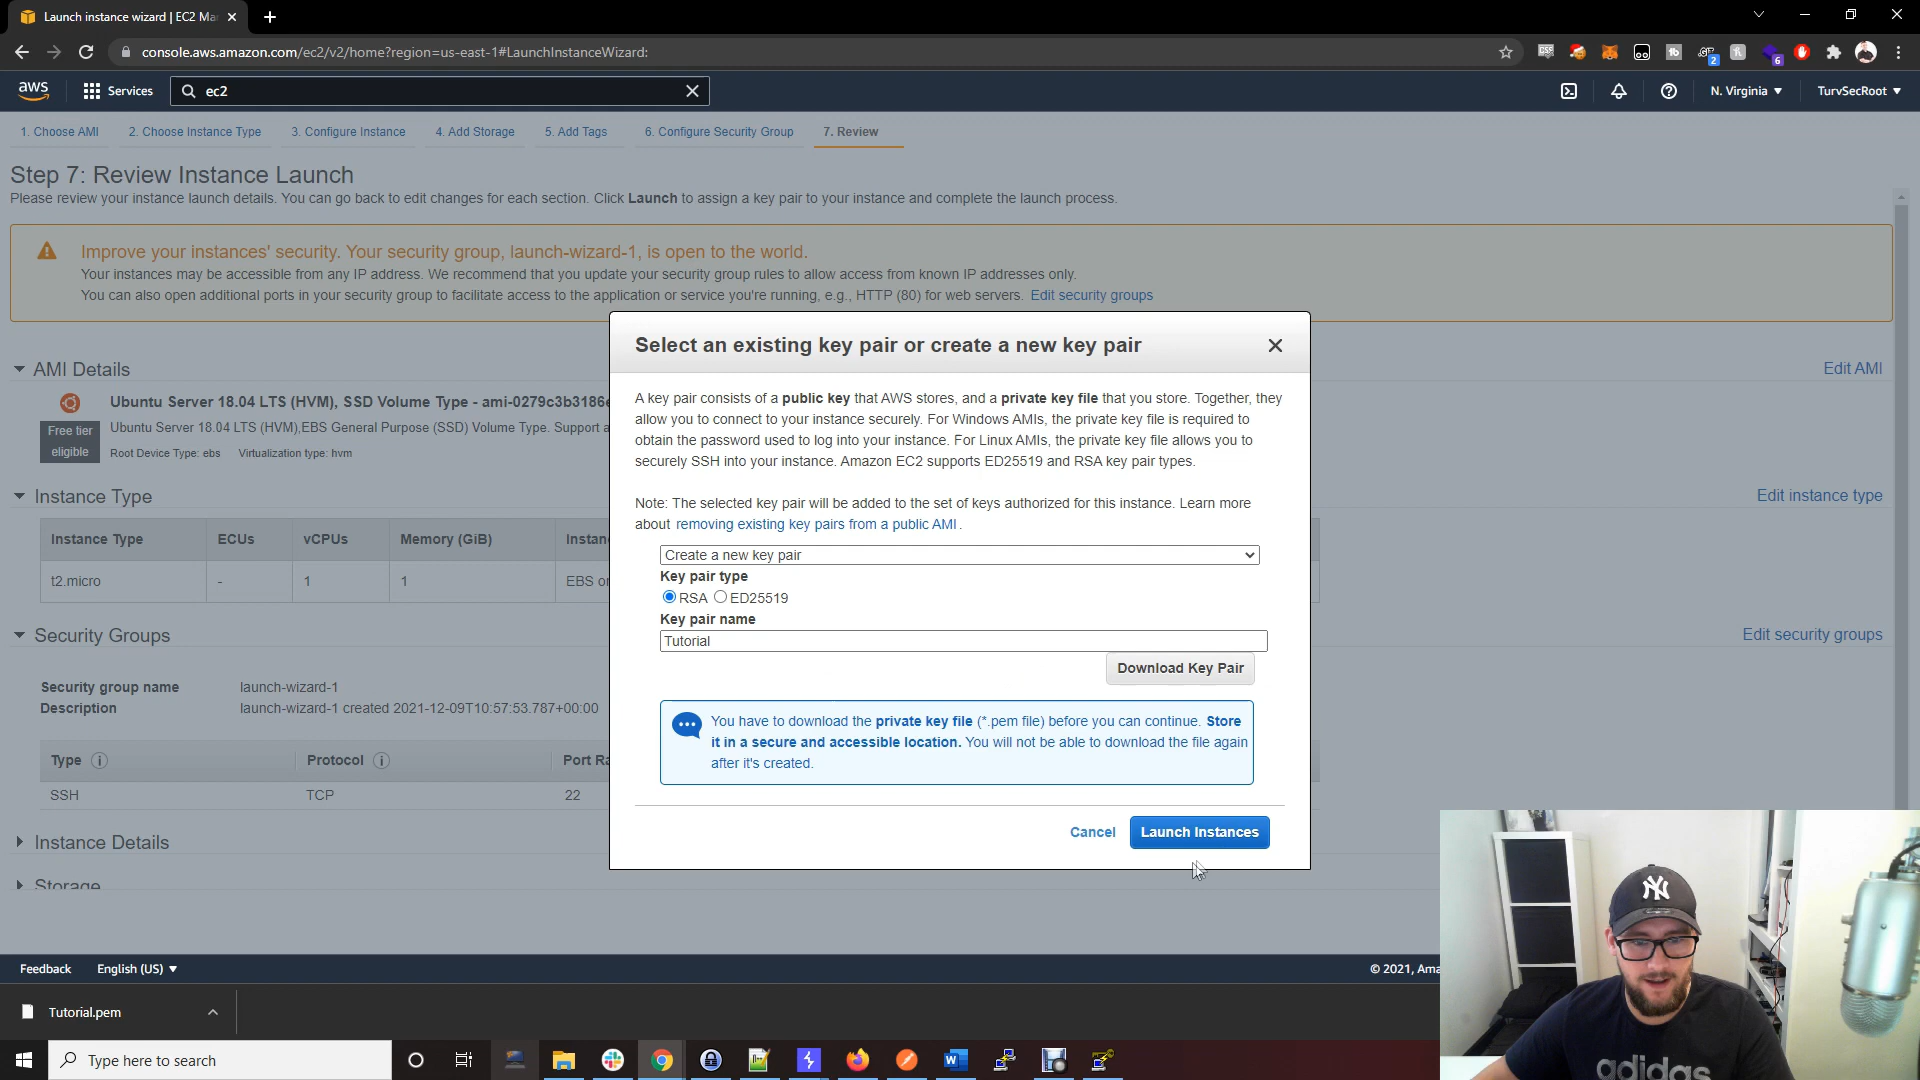 Launch instance wizard | EC2 Ma
console.aws.amazon.com/ec2/v2/home?region=us-east-1#LaunchInstanceWizard:
2
6
aws
Services
ec2
N. Virginia
TurvSecRoot
1. Choose AMI
2. Choose Instance Type
3. Configure Instance
4. Add Storage
5. Add Tags
6. Configure Security Group
7. Review
Step 7: Review Instance Launch
Please review your instance launch details. You can go back to edit changes for each section. Click Launch to assign a key pair to your instance and complete the launch process.
Improve your instances' security. Your security group, launch-wizard-1, is open to the world.
Your instances may be accessible from any IP address. We recommend that you update your security group rules to allow access from known IP addresses only.
You can also open additional ports in your security group to facilitate access to the application or service you're running, e.g., HTTP (80) for web servers. Edit security groups
AMI Details
Edit AMI
Ubuntu Server 18.04 LTS (HVM), SSD Volume Type - ami-0279c3b3186e
Free tier
eligible
Ubuntu Server 18.04 LTS (HVM),EBS General Purpose (SSD) Volume Type. Support a
Root Device Type: ebs Virtualization type: hvm
Instance Type
Edit instance type
Instance Type
ECUs
vCPUs
Memory (GiB)
Instan
t2.micro
-
1
1
EBS o
Security Groups
Edit security groups
Security group name
launch-wizard-1
Description
launch-wizard-1 created 2021-12-09T10:57:53.787+00:00
Type
Protocol
Port Ra
SSH
TCP
22
Instance Details
Storage
Select an existing key pair or create a new key pair
A key pair consists of a public key that AWS stores, and a private key file that you store. Together, they
allow you to connect to your instance securely. For Windows AMIs, the private key file is required to
obtain the password used to log into your instance. For Linux AMIs, the private key file allows you to
securely SSH into your instance. Amazon EC2 supports ED25519 and RSA key pair types.
Note: The selected key pair will be added to the set of keys authorized for this instance. Learn more
about removing existing key pairs from a public AMI .
Create a new key pair
Key pair type
RSA ED25519
Key pair name
Tutorial
Download Key Pair
You have to download the private key file (*.pem file) before you can continue. Store
it in a secure and accessible location. You will not be able to download the file again
after it's created.
Cancel
Launch Instances
Feedback
English (US)
© 2021, Ama
Tutorial.pem
Type here to search
NY
adidas